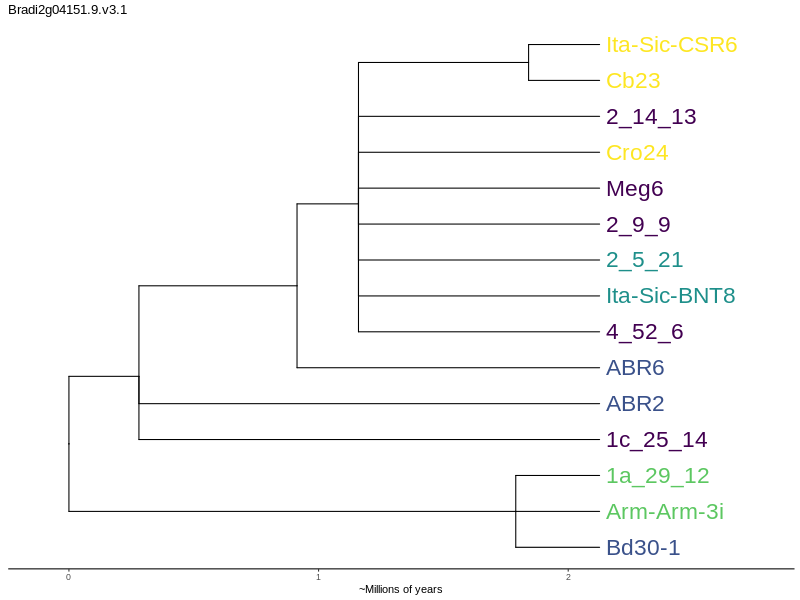 Bradi2g04151.9.v3.1
Ita-Sic-CSR6
Cb23
2_14_13
Cro24
Meg6
2_9_9
2_5_21
Ita-Sic-BNT8
4_52_6
ABR6
ABR2
1c_25_14
1a_29_12
Arm-Arm-3i
Bd30-1
0 1 2
~Millions of years